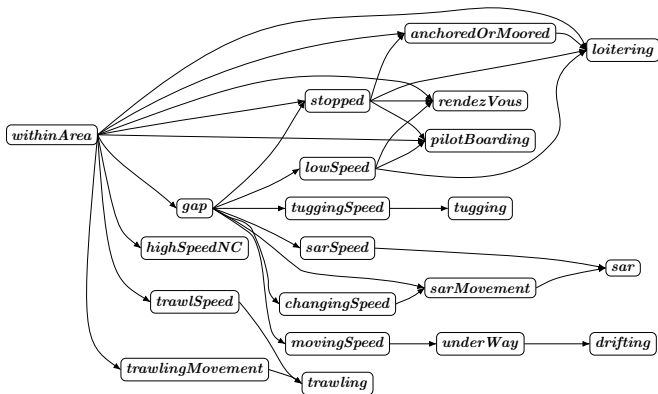 anchoredOrMoored
loitering
stopped
rendezVous
withinArea
pilotBoarding
lowSpeed
gap
tuggingSpeed
tugging
highSpeedNC
sarSpeed
sar
sarMovement
trawlSpeed
changingSpeed
movingSpeed
underWay
drifting
trawlingMovement
trawling